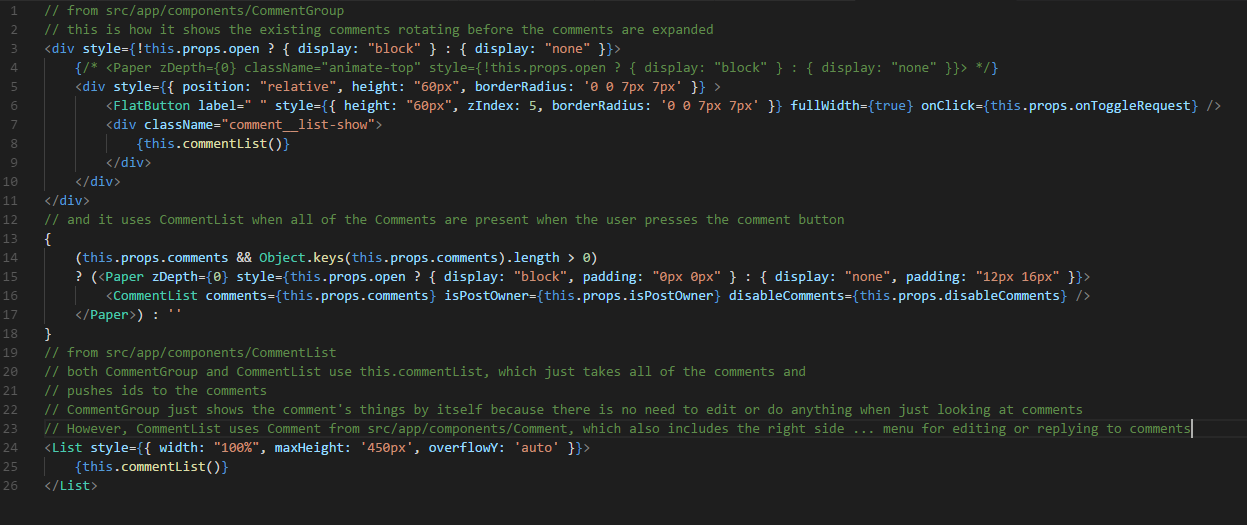 1 // from src/app/components/CommentGroup
2 // this is how it shows the existing comments rotating before the comments are expanded
3 <div style={!this.props.open ? { display: "block" } : { display: "none" }}>
4 {/* <Paper zDepth={0} className="animate-top" style={!this.props.open ? { display: "block" } : { display: "none" }}> */}
5 <div style={{ position: "relative", height: "60px", borderRadius: '0 0 7px 7px' }} >
6 <FlatButton label=" " style={{ height: "60px", zIndex: 5, borderRadius: '0 0 7px 7px' }} fullWidth={true} onClick={this.props.onToggleRequest} />
7 <div className="comment__list-show">
8 {this.commentList()}
9 </div>
10 </div>
11 </div>
12 // and it uses CommentList when all of the Comments are present when the user presses the comment button
13 {
14 (this.props.comments && Object.keys(this.props.comments).length > 0)
15 ? (<Paper zDepth={0} style={this.props.open ? { display: "block", padding: "0px 0px" } : { display: "none", padding: "12px 16px" }}>
16 <CommentList comments={this.props.comments} isPostOwner={this.props.isPostOwner} disableComments={this.props.disableComments} />
17 </Paper>) : ''
18 }
19 // from src/app/components/CommentList
20 // both CommentGroup and CommentList use this.commentList, which just takes all of the comments and
21 // pushes ids to the comments
22 // CommentGroup just shows the comment's things by itself because there is no need to edit or do anything when just looking at comments
23 // However, CommentList uses Comment from src/app/components/Comment, which also includes the right side ... menu for editing or replying to comments
24 <List style={{ width: "100%", maxHeight: '450px', overflowY: 'auto' }}>
25 {this.commentList()}
26 </List>